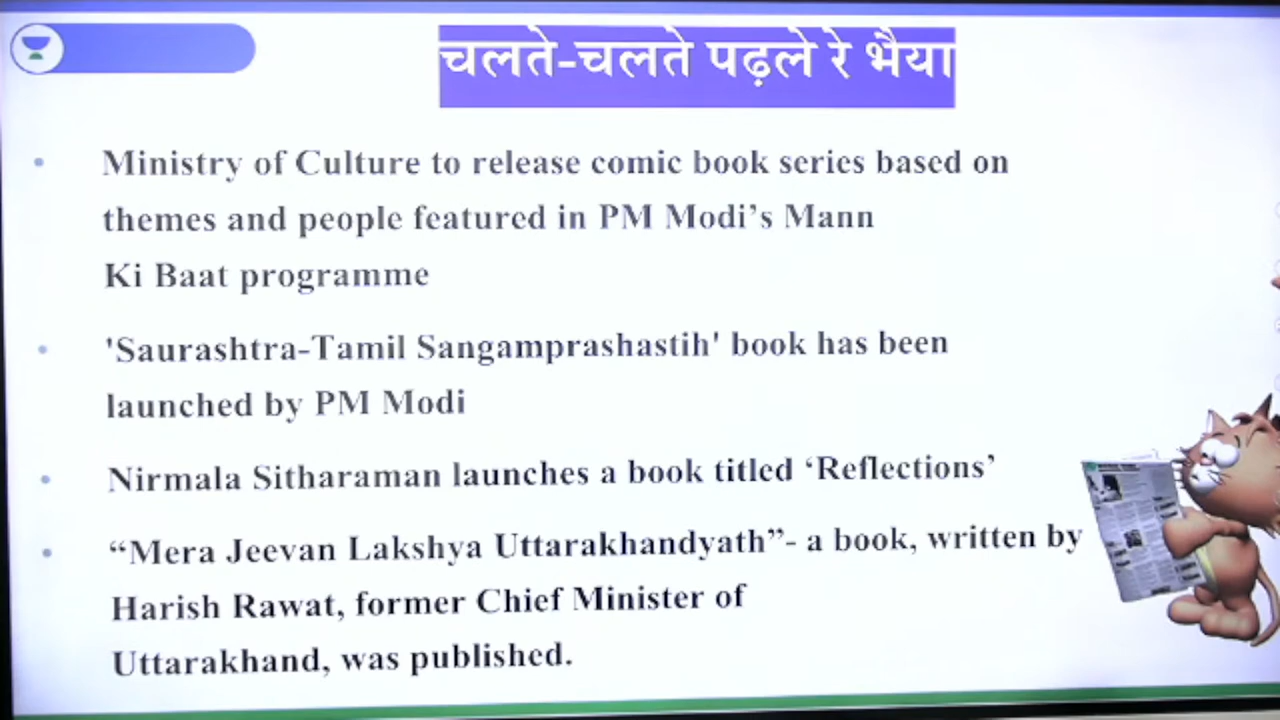 चलते-चलते पढ़ले रे भैया
Ministry of Culture to release comic book series based on
themes and people featured in PM Modi’s Mann
Ki Baat programme
'Saurashtra-Tamil Sangamprashastih' book has been
launched by PM Modi
Nirmala Sitharaman launches a book titled ‘Reflections’
“Mera Jeevan Lakshya Uttarakhandyath”- a book, written by
Harish Rawat, former Chief Minister of
Uttarakhand, was published.